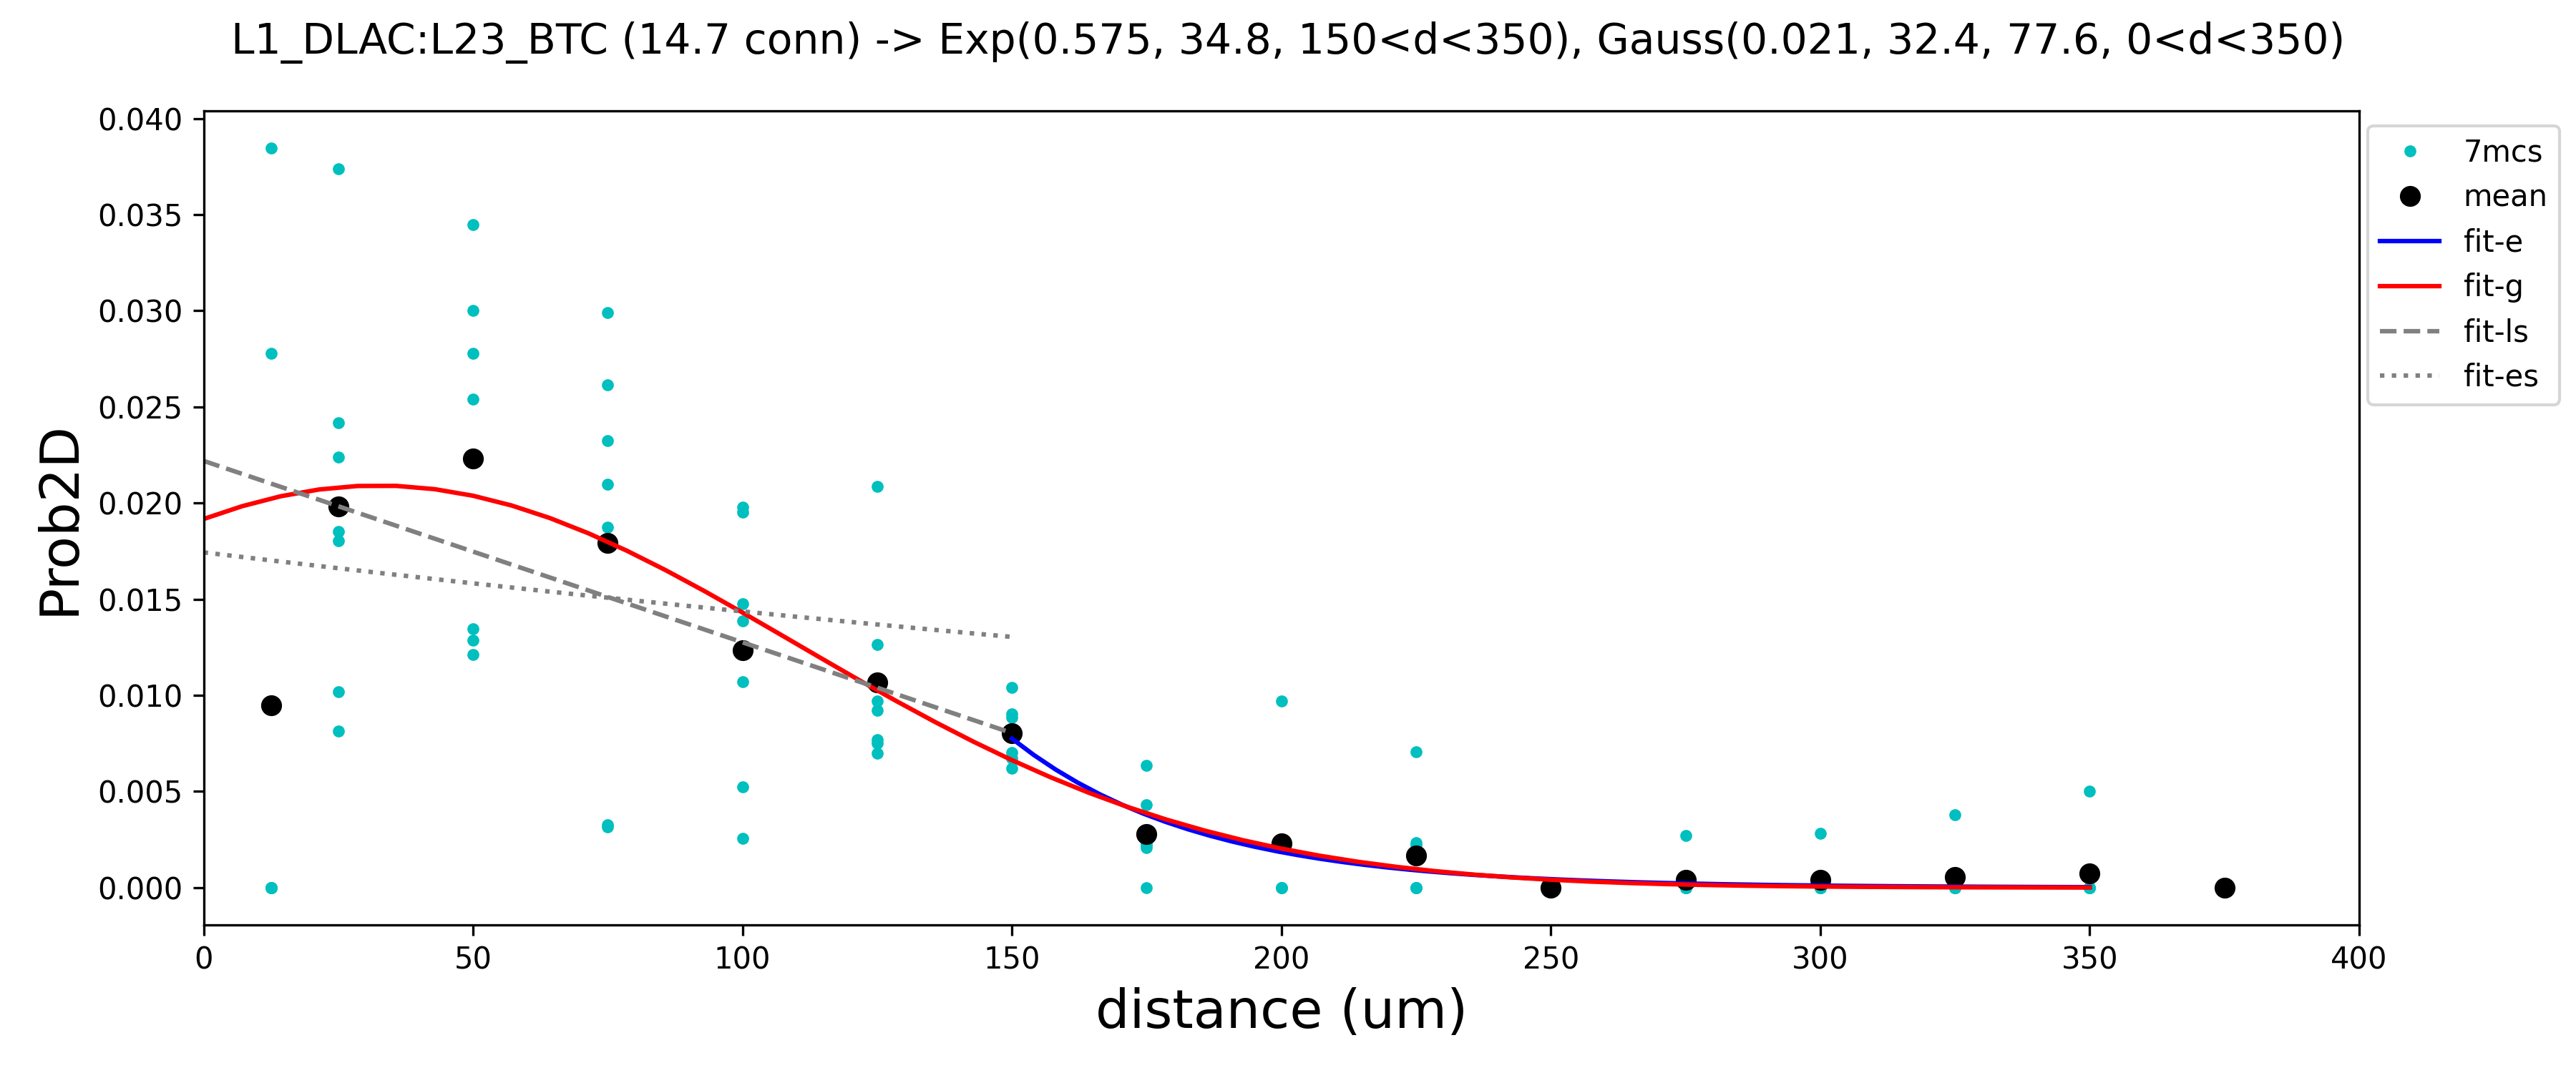 L1_DLAC:L23_BTC (14.7 conn) -> Exp(0.575, 34.8, 150<d<350), Gauss(0.021, 32.4, 77.6, 0<d<350)
0.040
0.035
0.030
0.025
0.020
0.015
0.010
0.005
0.000
Prob2D
0 50 100 150 200 250 300 350 400
distance (um)
7mcs
mean
fit-e
fit-g
fit-ls
fit-es